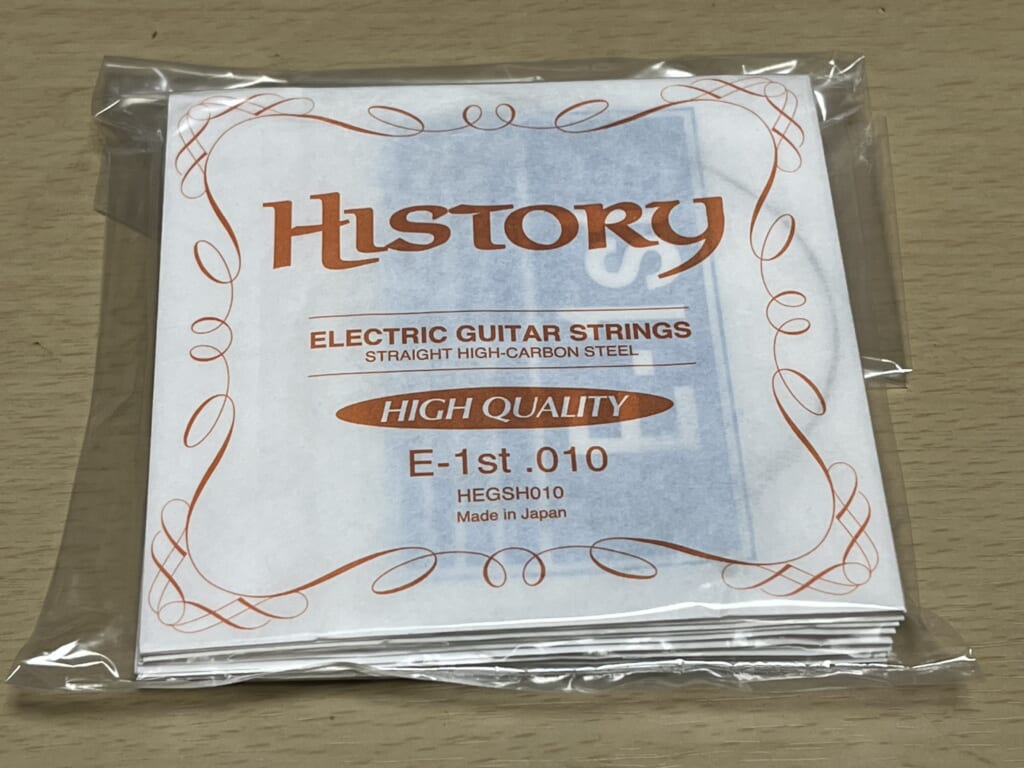 HISTORY
ELECTRIC GUITAR STRINGS
STRAIGHT HIGH-CARBON STEEL
HIGH QUALITY
E-1st .010
HEGSH010
Made in Japan